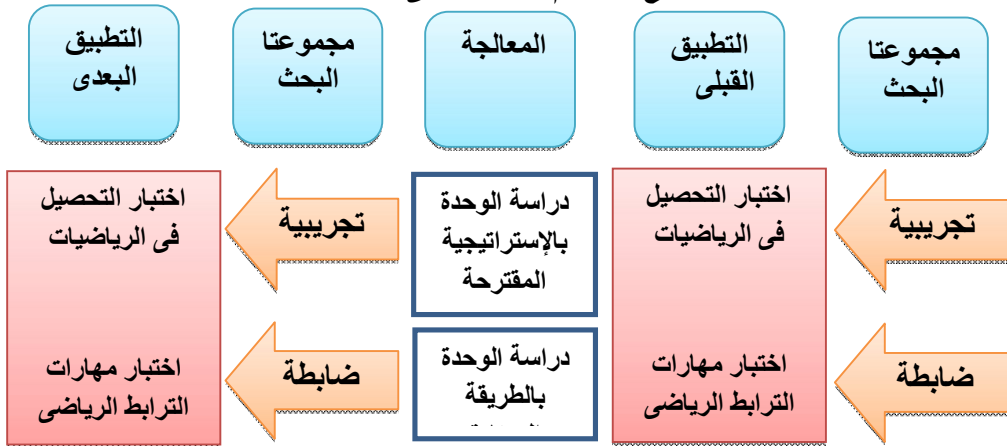 مجموعتا
البحث
التطبيق
القبلى
المعالجة
مجموعتا
البحث
التطبيق
البعدى
تجريبية
اختبار التحصيل
فى الرياضيات
دراسة الوحدة
بالإستراتيجية
المقترحة
تجريبية
اختبار التحصيل
فى الرياضيات
ضابطة
اختبار مهارات
الترابط الرياضى
دراسة الوحدة
بالطريقة
ضابطة
اختبار مهارات
الترابط الرياضى